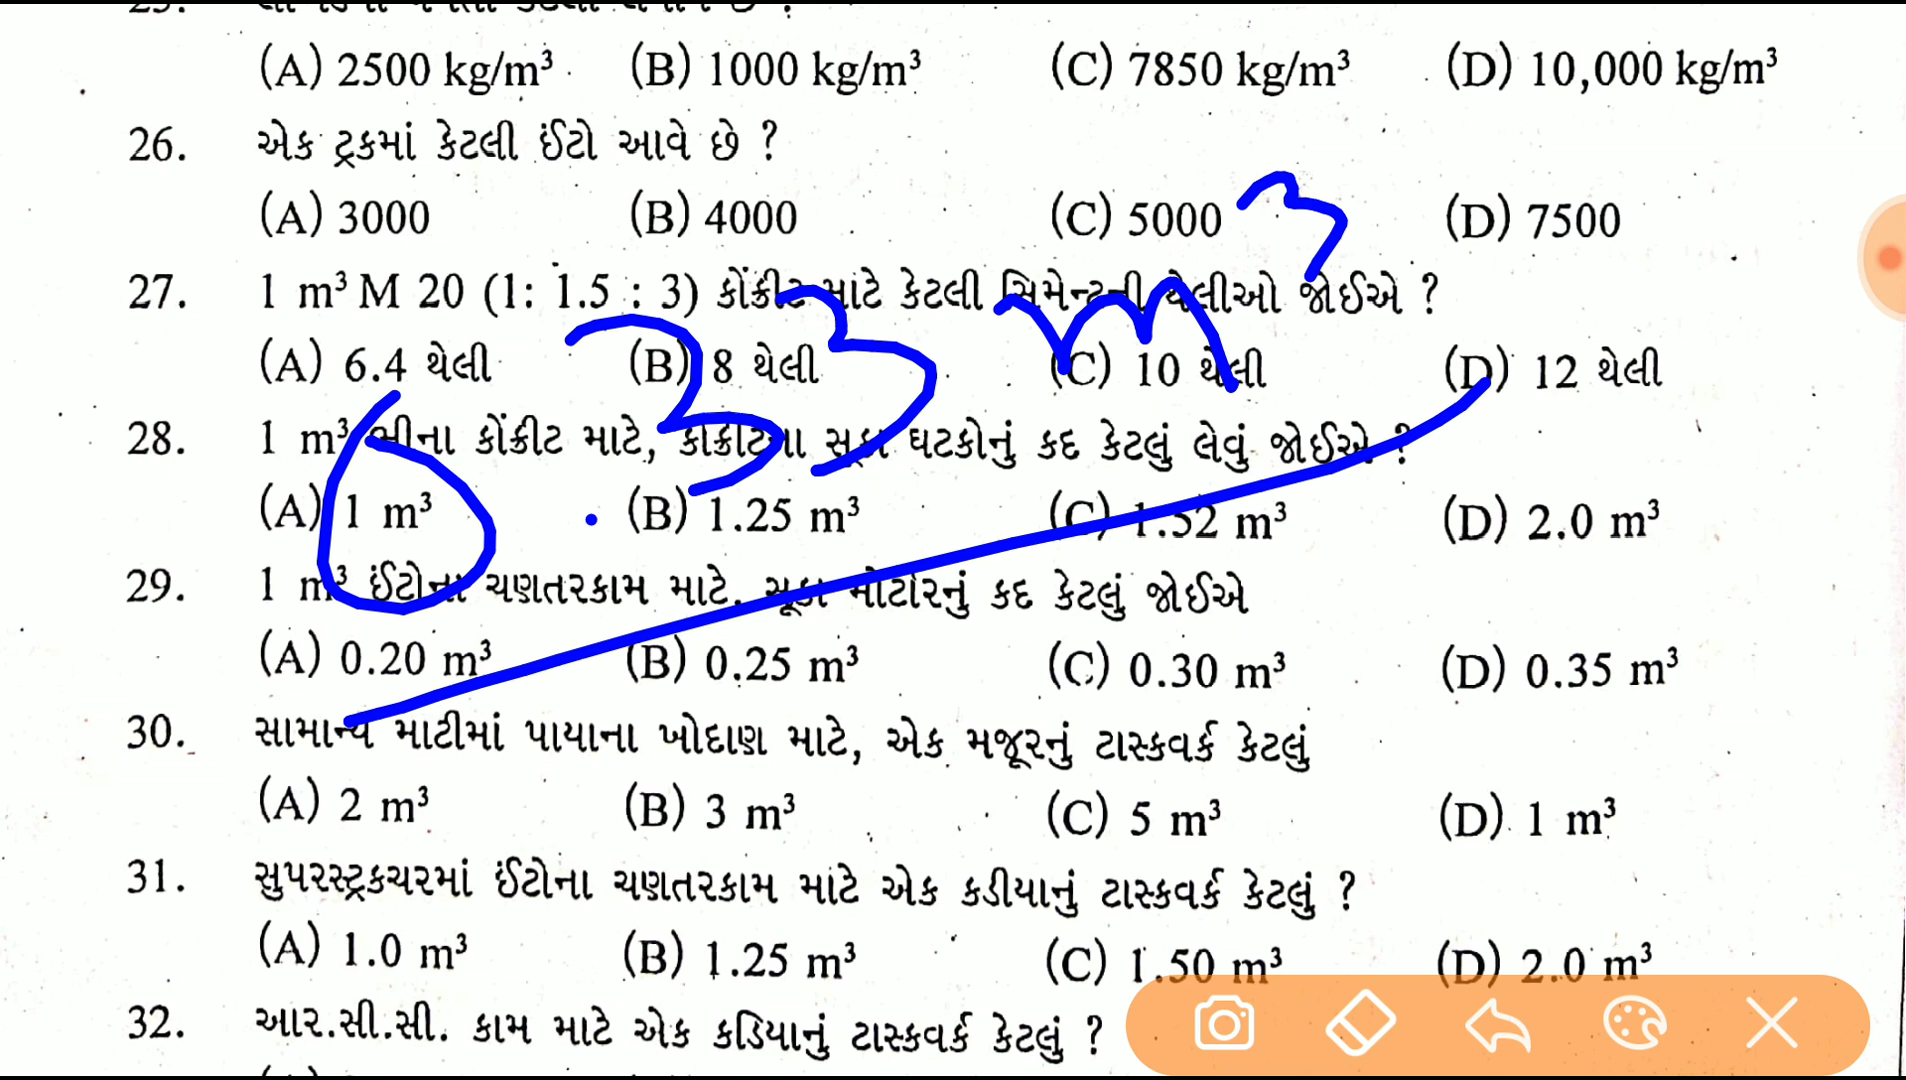 (A) 2500 kg/m³ (B) 1000 kg/m³ (C) 7850 kg/m³ (D) 10,000 kg/m³
26. એક ટ્રકમાં કેટલી ઈંટો આવે છે ?
(A) 3000 (B) 4000 (C) 5000 (D) 7500
27. 1 m³ M 20 (1: 1.5 : 3) કોંક્રીટ માટે કેટલી સિમેન્ટની થેલીઓ જોઈએ ?
(A) 6.4 થેલી (B) 8 થેલી (C) 10 થેલી (D) 12 થેલી
28. 1 m³ ભીના કોંક્રીટ માટે, કોંક્રીટના સૂકા ઘટકોનું કદ કેટલું લેવું જોઈએ ?
(A) 1 m³ (B) 1.25 m³ (C) 1.52 m³ (D) 2.0 m³
29. 1 m³ ઈંટોના ચણતરકામ માટે, સૂકા મોર્ટારનું કદ કેટલું જોઈએ
(A) 0.20 m³ (B) 0.25 m³ (C) 0.30 m³ (D) 0.35 m³
30. સામાન્ય માટીમાં પાયાના ખોદાણ માટે, એક મજૂરનું ટાસ્કવર્ક કેટલું
(A) 2 m³ (B) 3 m³ (C) 5 m³ (D) 1 m³
31. સુપરસ્ટ્રકચરમાં ઈંટોના ચણતરકામ માટે એક કડીયાનું ટાસ્કવર્ક કેટલું ?
(A) 1.0 m³ (B) 1.25 m³ (C) 1.50 m³ (D) 2.0 m³
32. આર.સી.સી. કામ માટે એક કડિયાનું ટાસ્કવર્ક કેટલું ?
6 33 m 3